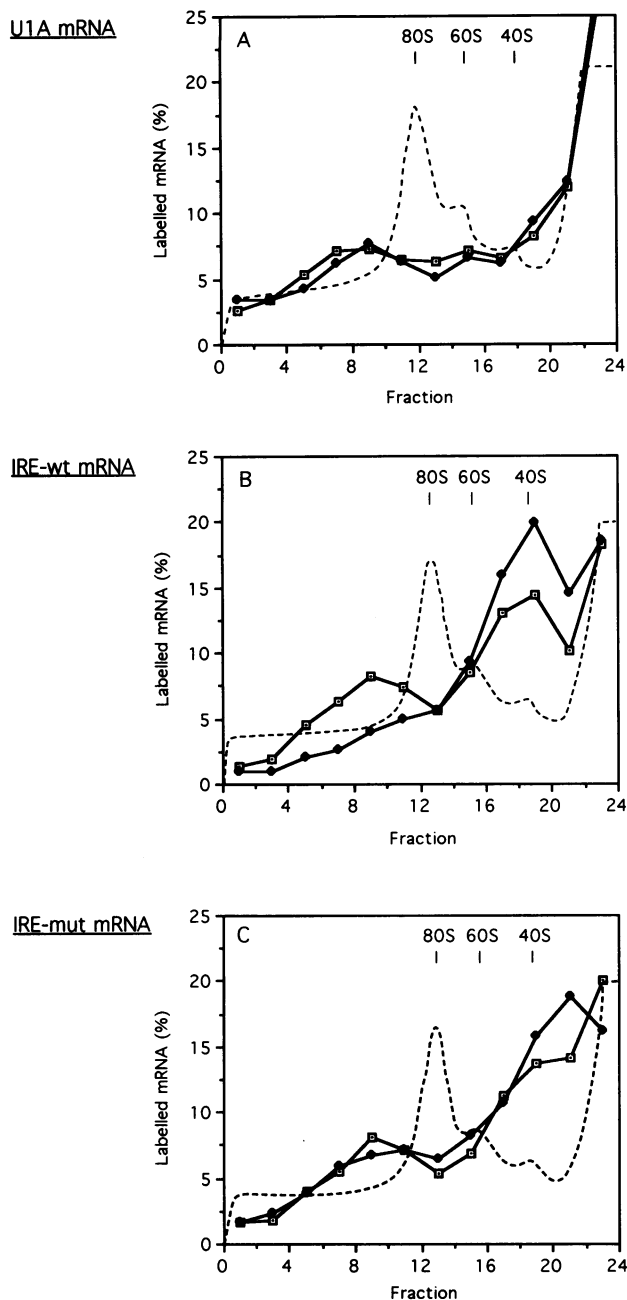 U1A mRNA
A
80S 60S 40S
25
20
15
10
5
0
Labelled mRNA (%)
0 4 8 12 16 20 24
Fraction
IRE-wt mRNA
B
80S 60S 40S
25
20
15
10
5
0
Labelled mRNA (%)
0 4 8 12 16 20 24
Fraction
IRE-mut mRNA
C
80S 60S 40S
25
20
15
10
5
0
Labelled mRNA (%)
0 4 8 12 16 20 24
Fraction